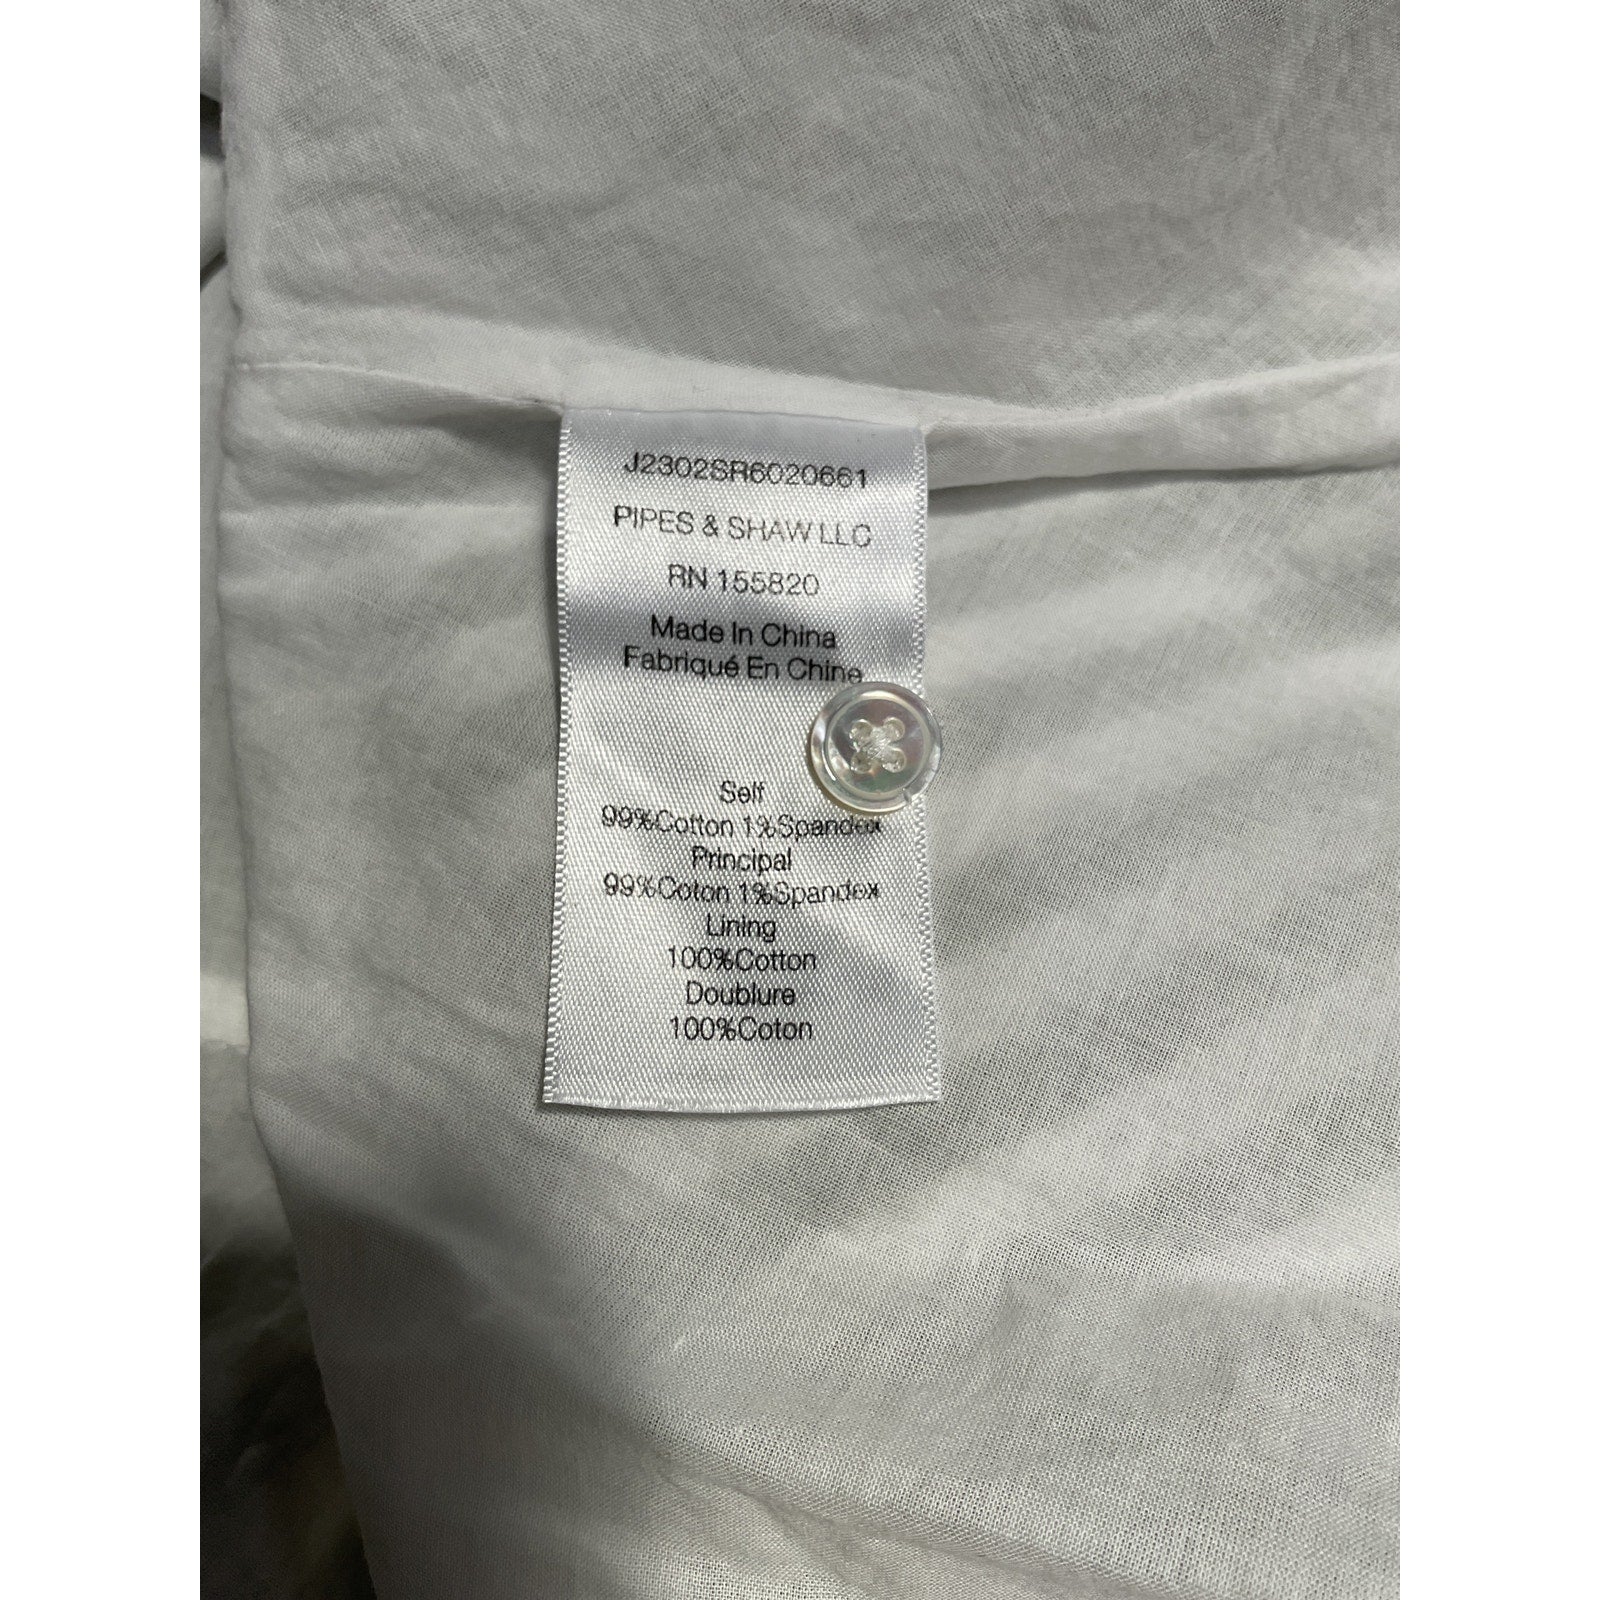 J2302SR6020661
PIPES & SHAW LLC
RN 155820
Made In China
Fabriqué En Chine
Self
99%Cotton 1%Spandex
Principal
99%Coton 1%Spandex
Lining
100%Cotton
Doublure
100%Coton